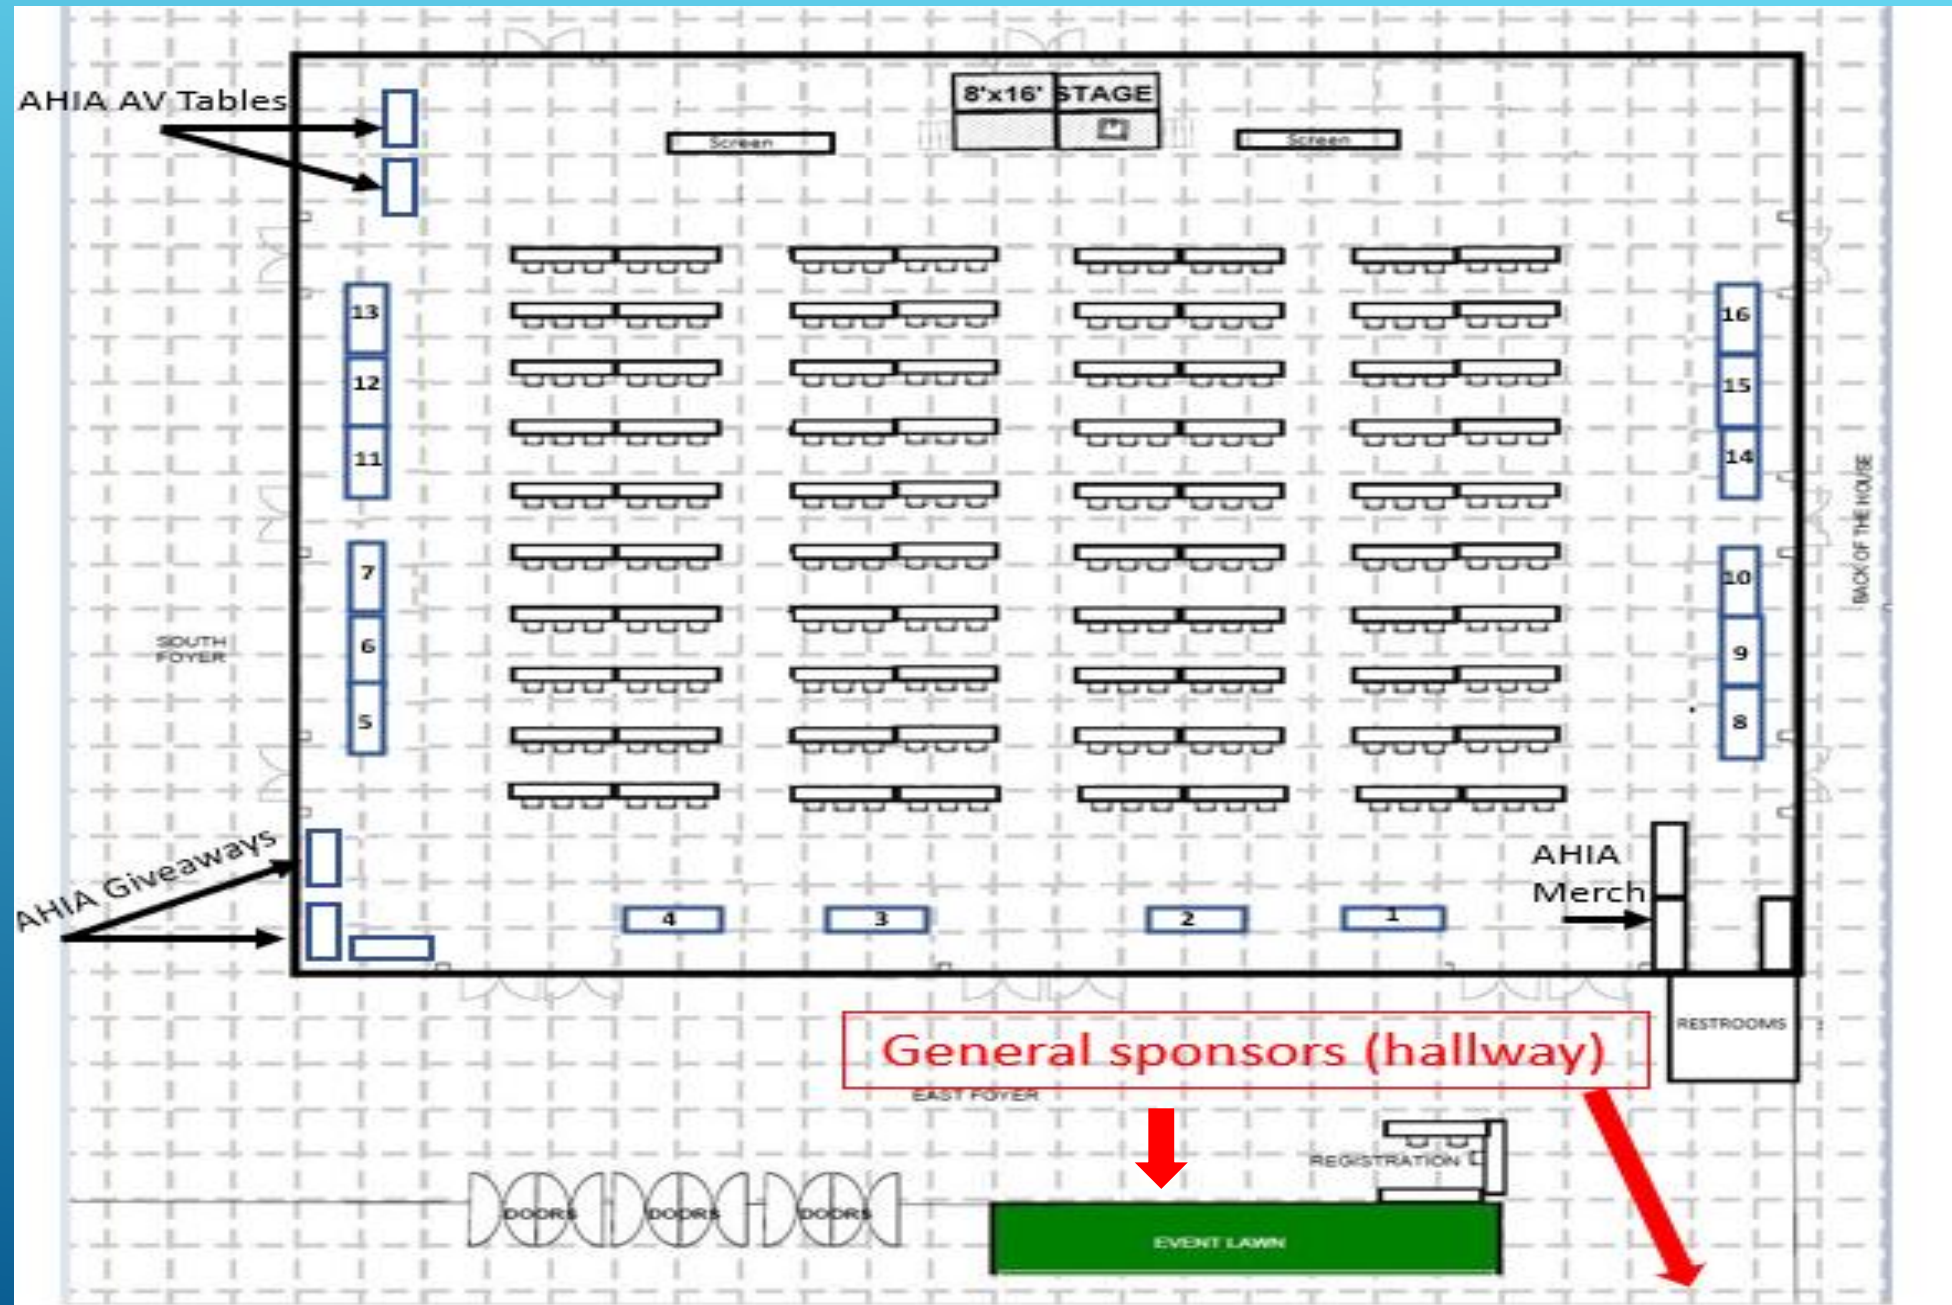 AHIA AV Tables
8'x16' STAGE
Screen
Screen
13
16
12
15
11
14
7
10
SOUTH
FOYER
6
9
5
8
BACK OF THE HOUSE
AHIA Giveaways
AHIA
Merch
4
3
2
1
General sponsors (hallway)
RESTROOMS
EAST FOYER
REGISTRATION
DOORS
DOORS
DOORS
EVENT LAWN